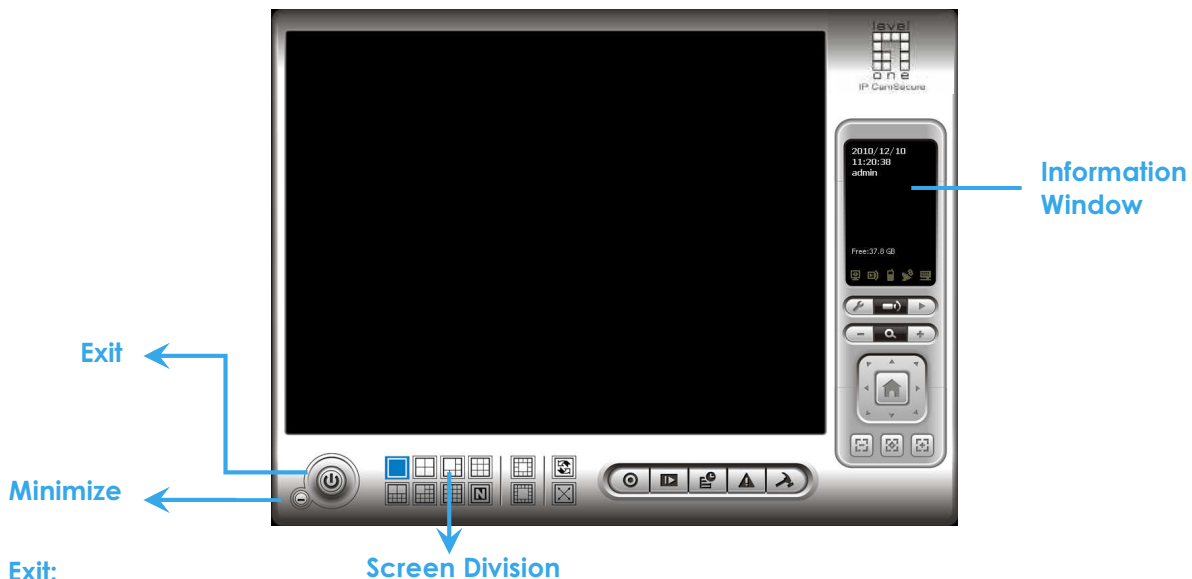 level
one
IP CamSecure
2010/12/10
11:20:38
admin
Free:37.8 GB
Information
Window
Exit
Minimize
N
Screen Division
Exit: